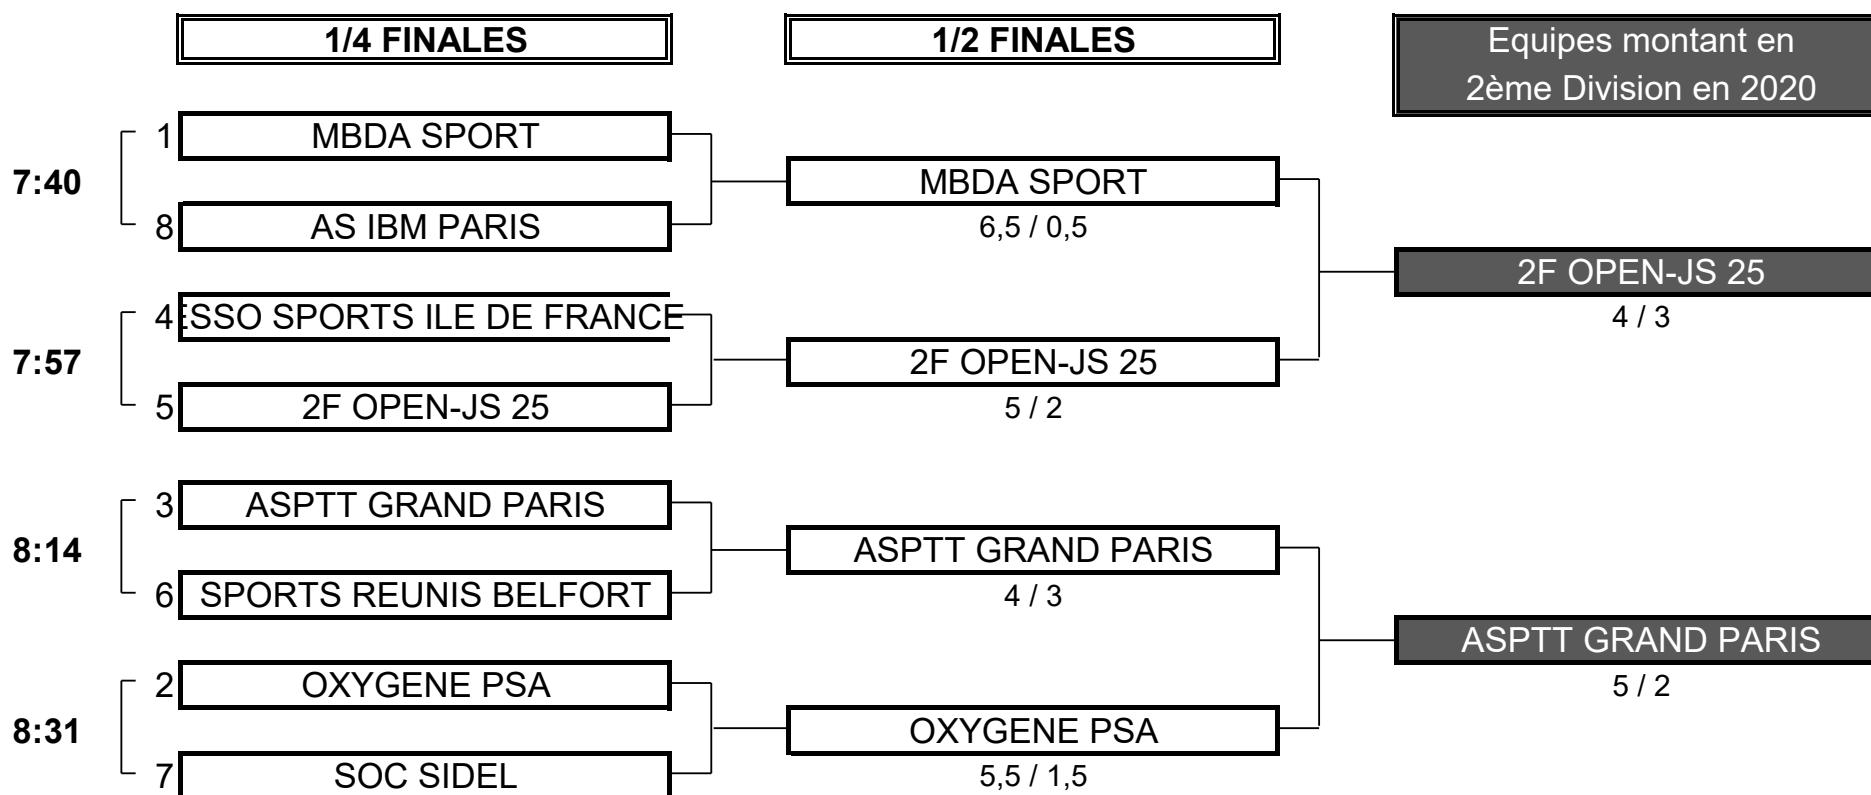 1/4 FINALES
1/2 FINALES
Equipes montant en
2ème Division en 2020
1 MBDA SPORT
7:40
MBDA SPORT
8 AS IBM PARIS
6,5 / 0,5
2F OPEN-JS 25
4 ESSO SPORTS ILE DE FRANCE
4 / 3
7:57
2F OPEN-JS 25
5 2F OPEN-JS 25
5 / 2
3 ASPTT GRAND PARIS
8:14
ASPTT GRAND PARIS
6 SPORTS REUNIS BELFORT
4 / 3
ASPTT GRAND PARIS
2 OXYGENE PSA
5 / 2
8:31
OXYGENE PSA
7 SOC SIDEL
5,5 / 1,5